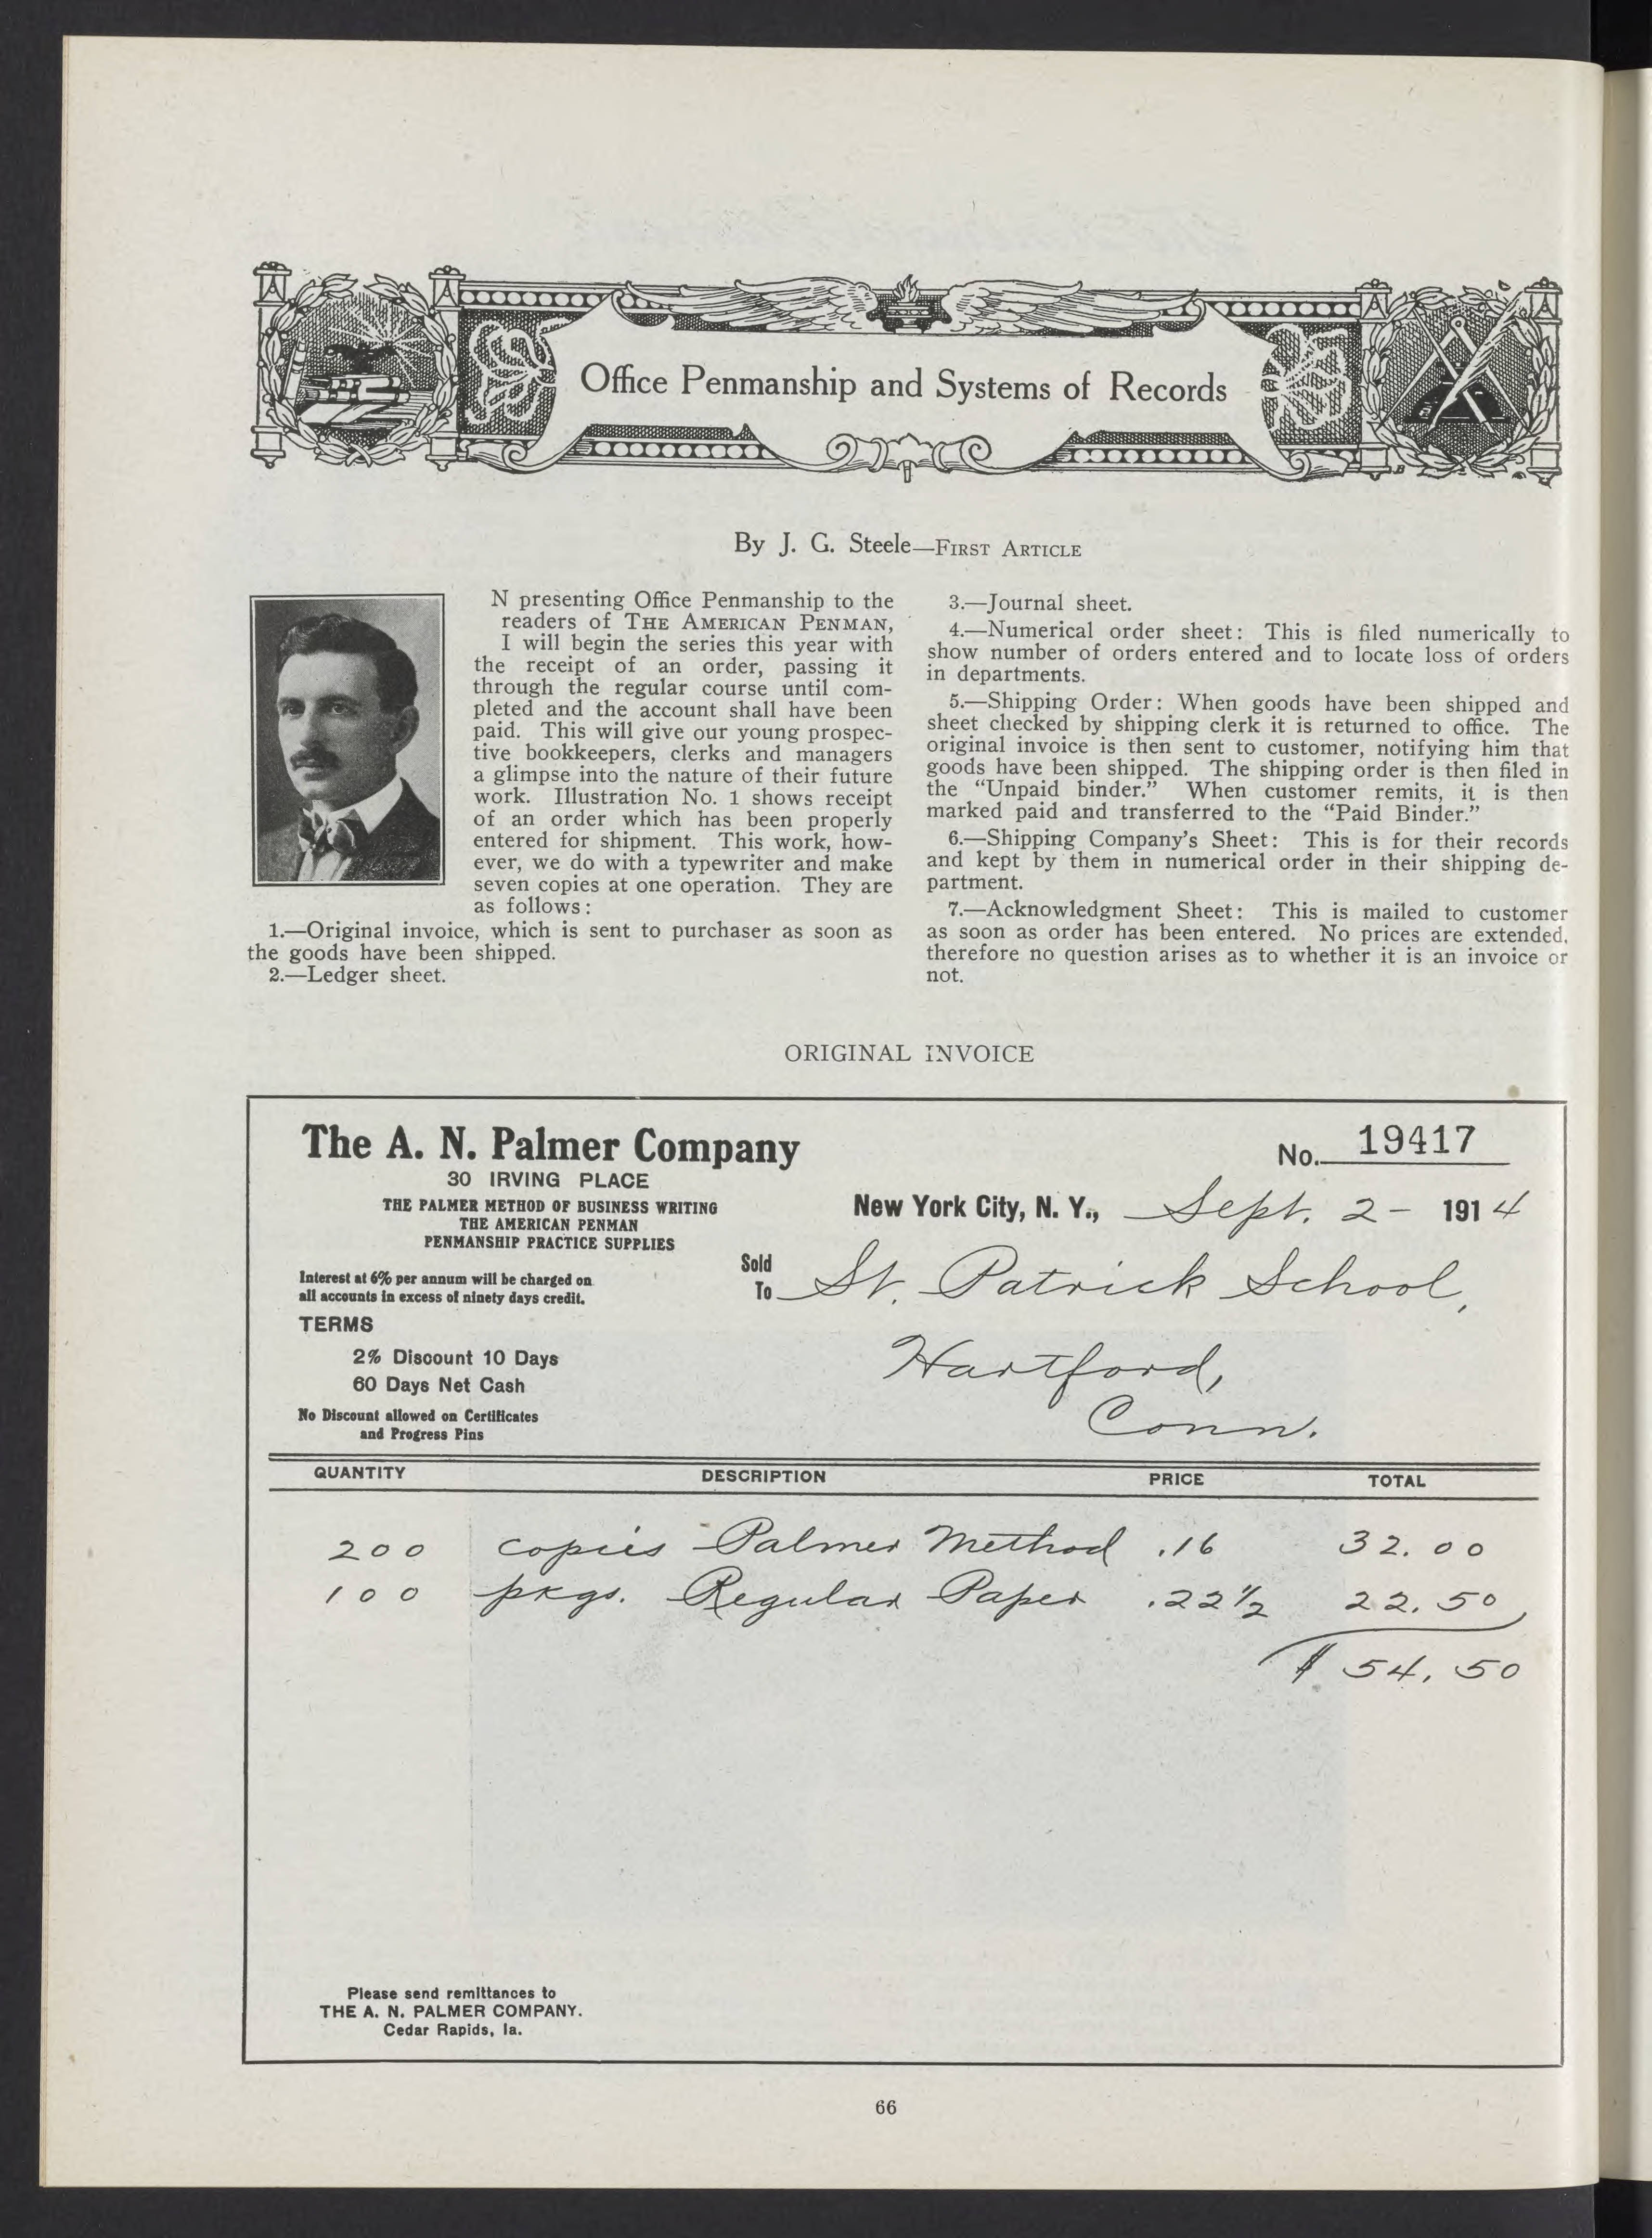 Office Penmanship and Systems of Records
By J. G. Steele—First Article
N presenting Office Penmanship to the
readers of The American Penman,
I will begin the series this year with
the receipt of an order, passing it
through the regular course until com-
pleted and the account shall have been
paid. This will give our young prospec-
tive bookkeepers, clerks and managers
a glimpse into the nature of their future
work. Illustration No. 1 shows receipt
of an order which has been properly
entered for shipment. This work, how-
ever, we do with a typewriter and make
seven copies at one operation. They are
as follows:
1.—Original invoice, which is sent to purchaser as soon as
the goods have been shipped.
2.—Ledger sheet.
3.—Journal sheet.
4.—Numerical order sheet: This is filed numerically to
show number of orders entered and to locate loss of orders
in departments.
5.—Shipping Order: When goods have been shipped and
sheet checked by shipping clerk it is returned to office. The
original invoice is then sent to customer, notifying him that
goods have been shipped. The shipping order is then filed in
the “Unpaid binder.” When customer remits, it is then
marked paid and transferred to the “Paid Binder.”
6.—Shipping Company’s Sheet: This is for their records
and kept by them in numerical order in their shipping de-
partment.
7.—Acknowledgment Sheet: This is mailed to customer
as soon as order has been entered. No prices are extended,
therefore no question arises as to whether it is an invoice or
not.
ORIGINAL INVOICE
The A. N. Palmer Company
30 IRVING PLACE
THE PALMER METHOD OF BUSINESS WRITING
THE AMERICAN PENMAN
PENMANSHIP PRACTICE SUPPLIES
Interest at 6% per annum will be charged on
all accounts in excess of ninety days credit.
TERMS
2% Discount 10 Days
60 Days Net Cash
No Discount allowed on Certificates
and Progress Pins
No. 19417
New York City, N. Y., Sept. 2- 1914
Sold
To St. Patrick School,
Hartford,
Conn.
QUANTITY DESCRIPTION PRICE TOTAL
200 copies Palmer Method .16 32.00
100 pkgs. Regular Paper .22½ 22.50
$ 54.50
Please send remittances to
THE A. N. PALMER COMPANY.
Cedar Rapids, Ia.
66